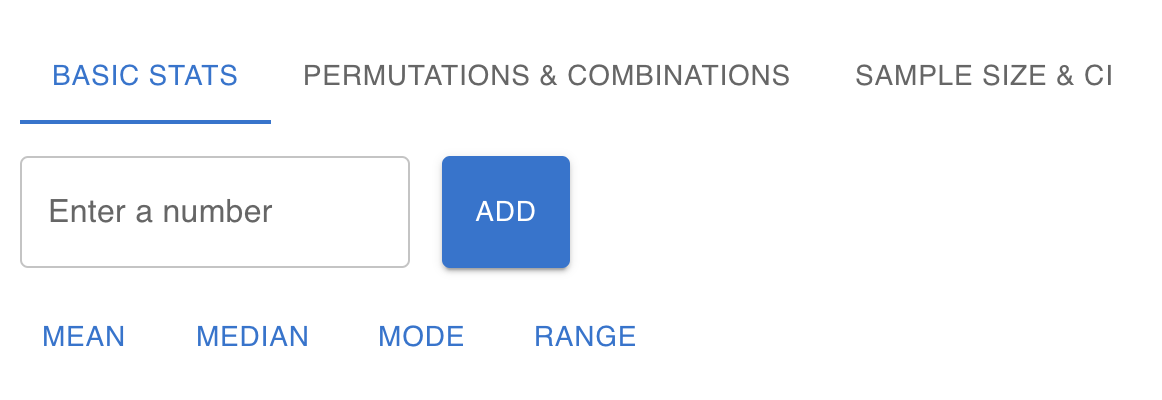 BASIC STATS PERMUTATIONS & COMBINATIONS SAMPLE SIZE & CI
Enter a number ADD
MEAN MEDIAN MODE RANGE